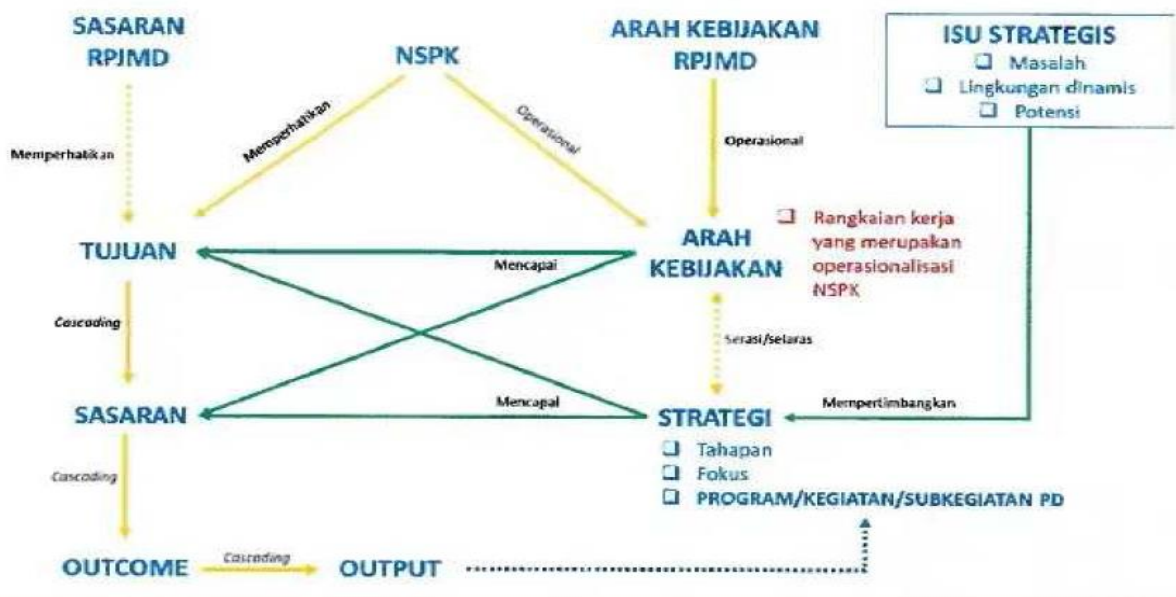 SASARAN
RPJMD
NSPK
ARAH KEBIJAKAN
RPJMD
ISU STRATEGIS
Masalah
Lingkungan dinamis
Potensi
Memperhatikan
Memperhatikan
Operasional
Operasional
TUJUAN
ARAH
KEBIJAKAN
Rangkaian kerja
yang merupakan
operasionalisasi
NSPK
Mencapai
Cascading
Serasi/selaras
SASARAN
Mencapai
STRATEGI
Mempertimbangkan
Tahapan
Fokus
PROGRAM/KEGIATAN/SUBKEGIATAN PD
Cascading
OUTCOME
Cascading
OUTPUT